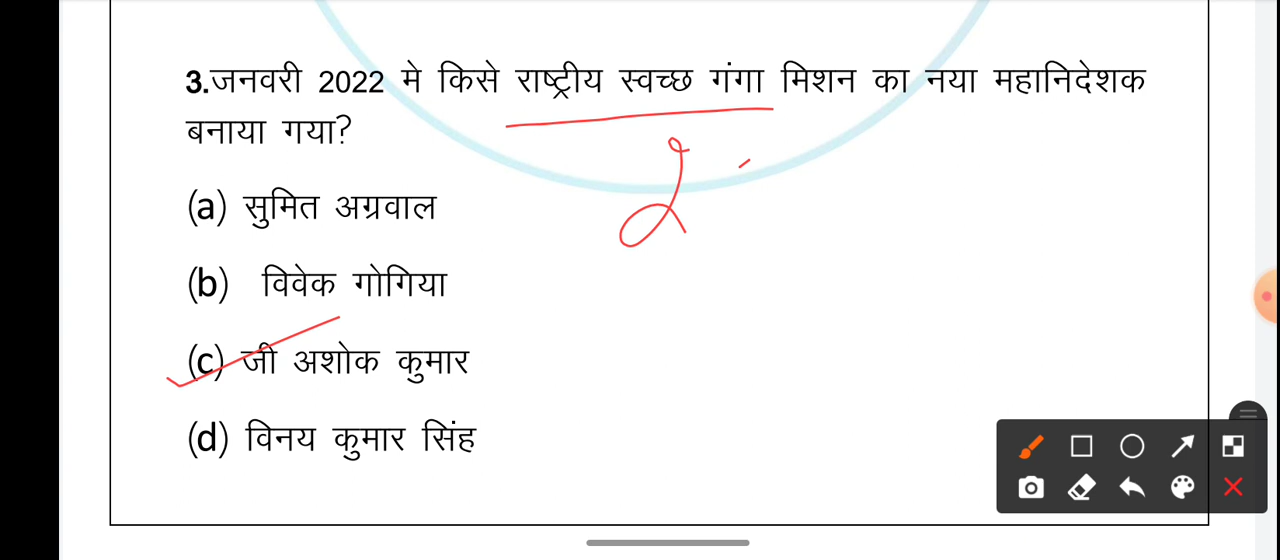 3.जनवरी 2022 मे किसे राष्ट्रीय स्वच्छ गंगा मिशन का नया महानिदेशक
बनाया गया?
(a) सुमित अग्रवाल
(b) विवेक गोगिया
(c) जी अशोक कुमार
(d) विनय कुमार सिंह